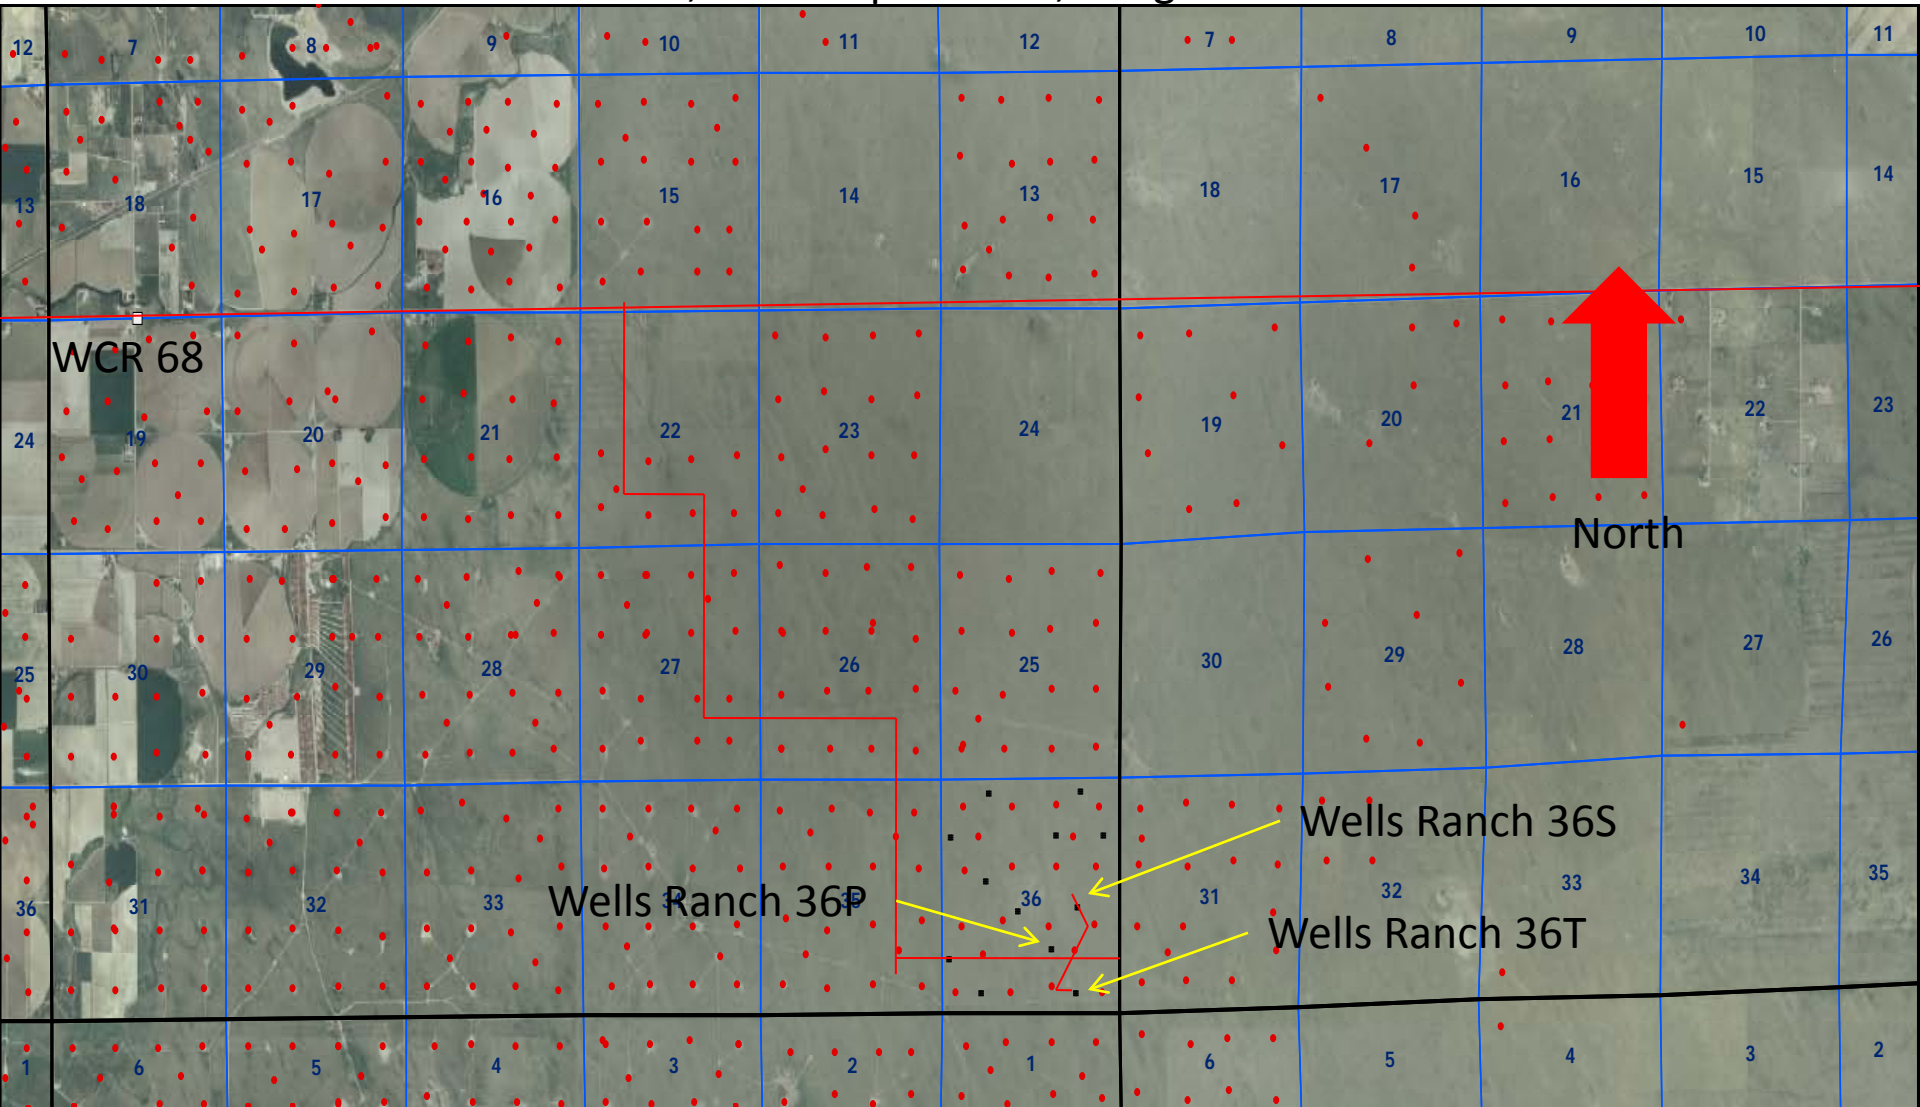 12 7 8 9 10 11 12 7 8 9 10 11
13 18 17 16 15 14 13 18 17 16 15 14
WCR 68
24 19 20 21 22 23 24 19 20 21 22 23
North
25 30 29 28 27 26 25 30 29 28 27 26
Wells Ranch 36S
36 31 32 33 35 36 31 32 33 34 35
Wells Ranch 36P
Wells Ranch 36T
1 6 5 4 3 2 1 6 5 4 3 2